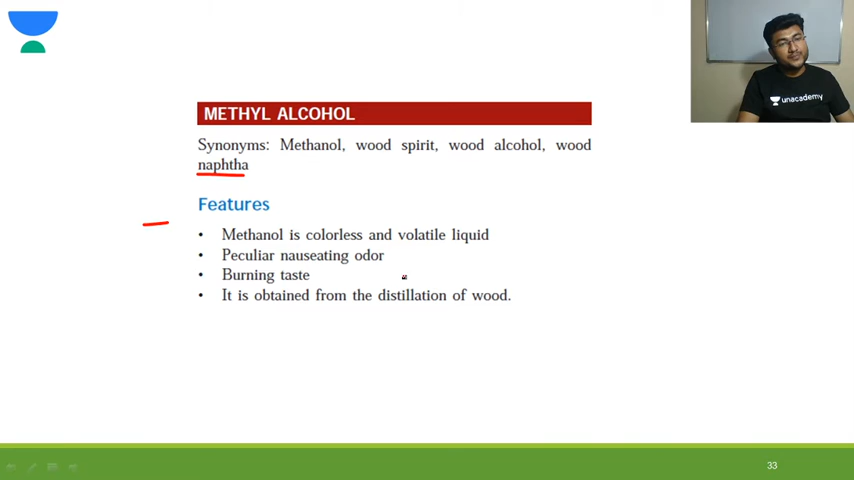 METHYL ALCOHOL
Synonyms: Methanol, wood spirit, wood alcohol, wood
naphtha
Features
• Methanol is colorless and volatile liquid
• Peculiar nauseating odor
• Burning taste
• It is obtained from the distillation of wood.
unacademy
33